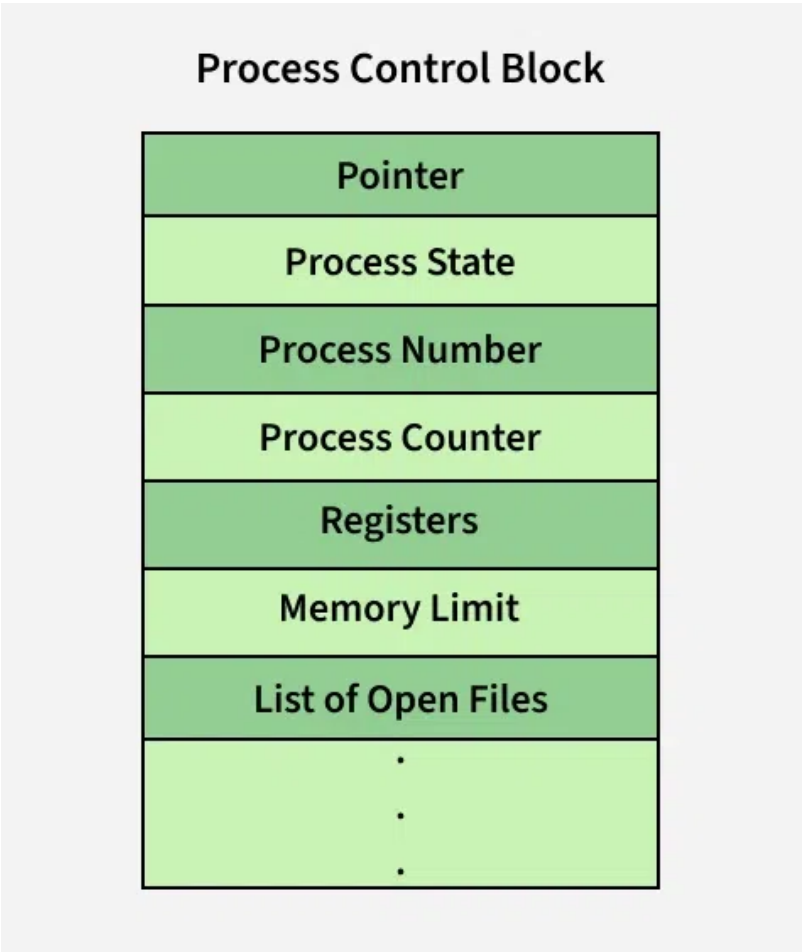 Process Control Block
Pointer
Process State
Process Number
Process Counter
Registers
Memory Limit
List of Open Files
.
.
.